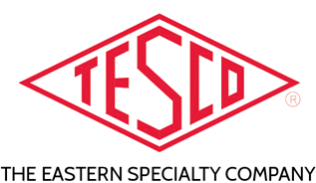 TESCO
®
THE EASTERN SPECIALTY COMPANY